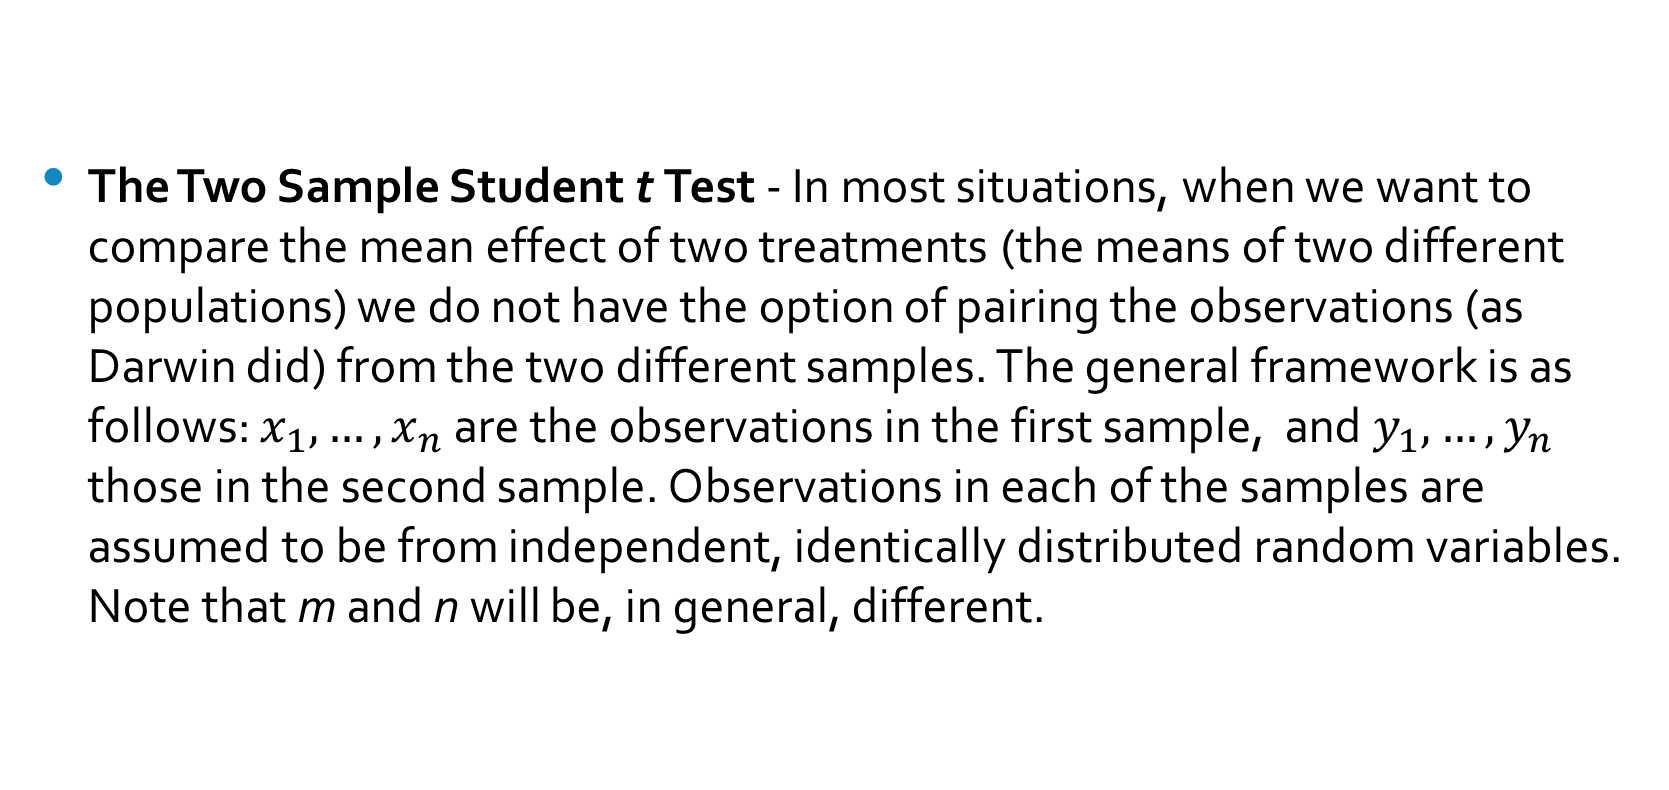 • The Two Sample Student t Test - In most situations, when we want to
compare the mean effect of two treatments (the means of two different
populations) we do not have the option of pairing the observations (as
Darwin did) from the two different samples. The general framework is as
follows: 𝑥₁, … , 𝑥ₙ are the observations in the first sample,  and 𝑦₁, … , 𝑦ₙ
those in the second sample. Observations in each of the samples are
assumed to be from independent, identically distributed random variables.
Note that m and n will be, in general, different.